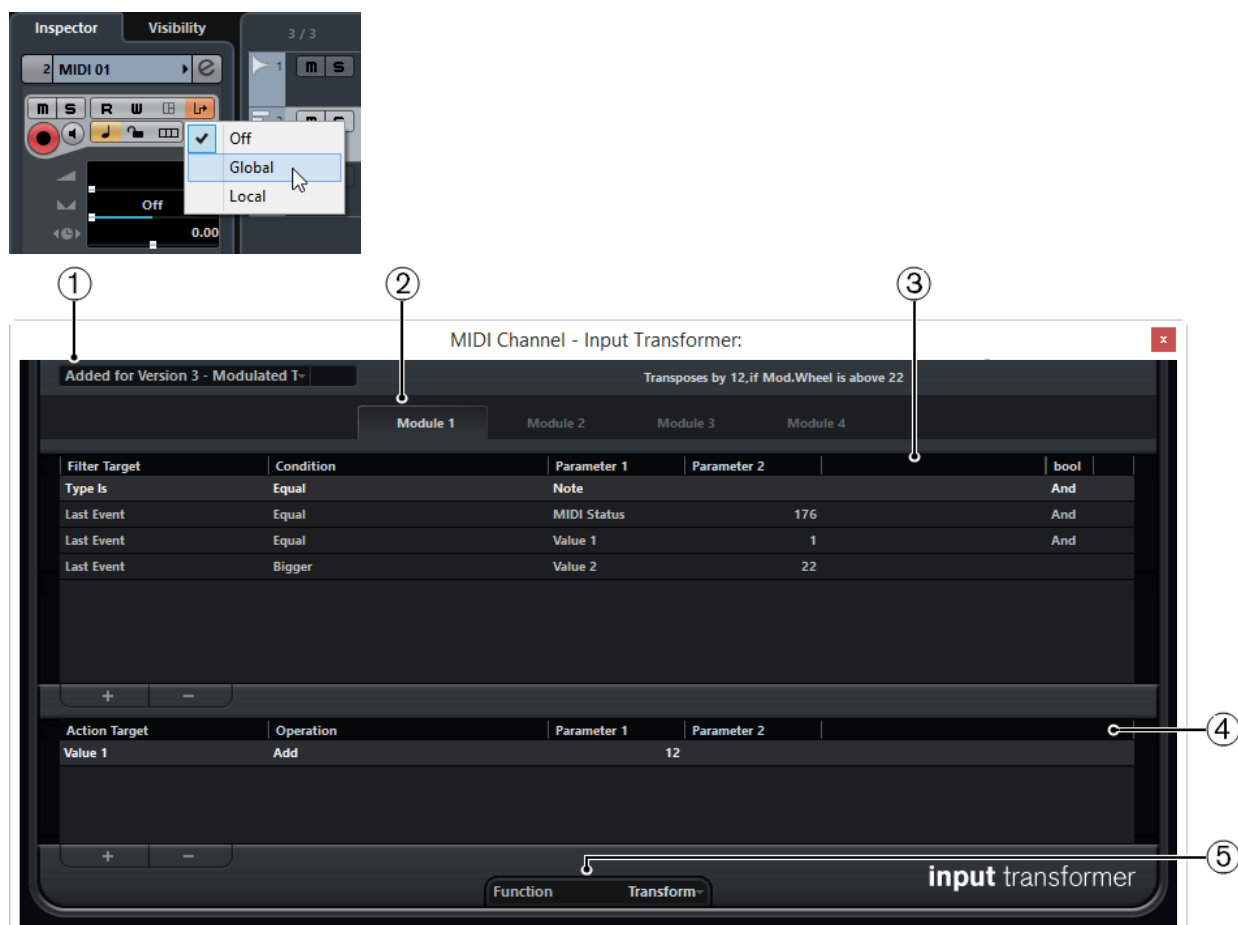 Inspector Visibility
3 / 3
2 MIDI 01 e
1 m S
m S R W
m S
Off
Global
Local
Off
0.00
1 2 3
MIDI Channel - Input Transformer:
x
Added for Version 3 - Modulated T
Transposes by 12,if Mod.Wheel is above 22
Module 1 Module 2 Module 3 Module 4
Filter Target Condition Parameter 1 Parameter 2 bool
Type Is Equal Note And
Last Event Equal MIDI Status 176 And
Last Event Equal Value 1 1 And
Last Event Bigger Value 2 22
+ −
Action Target Operation Parameter 1 Parameter 2
4
Value 1 Add 12
+ −
5
input transformer
Function Transform